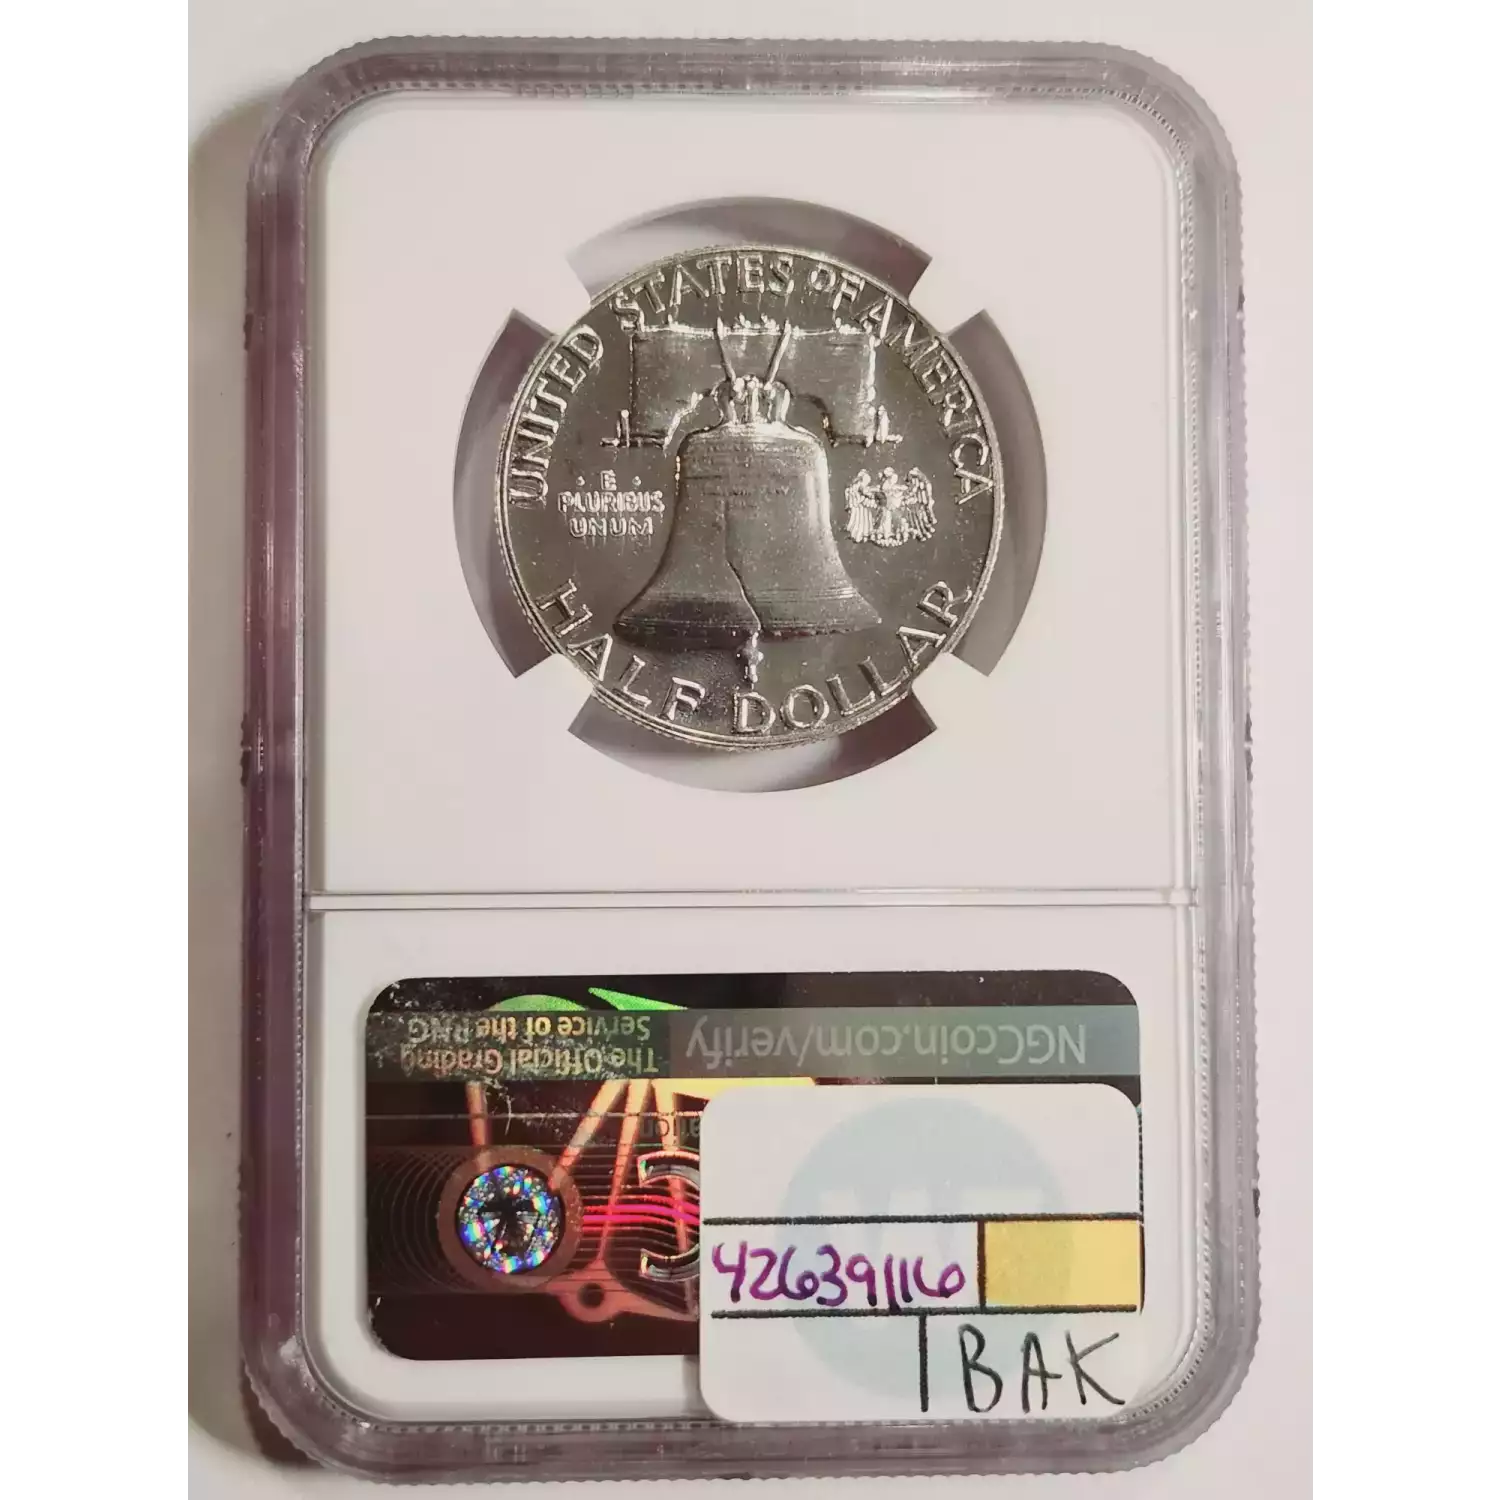 UNITED STATES OF AMERICA
· E ·
PLURIBUS
UNUM
HALF DOLLAR
NGCcoin.com/verify
The Official Grading
Service of the PNG
42639116
BAK